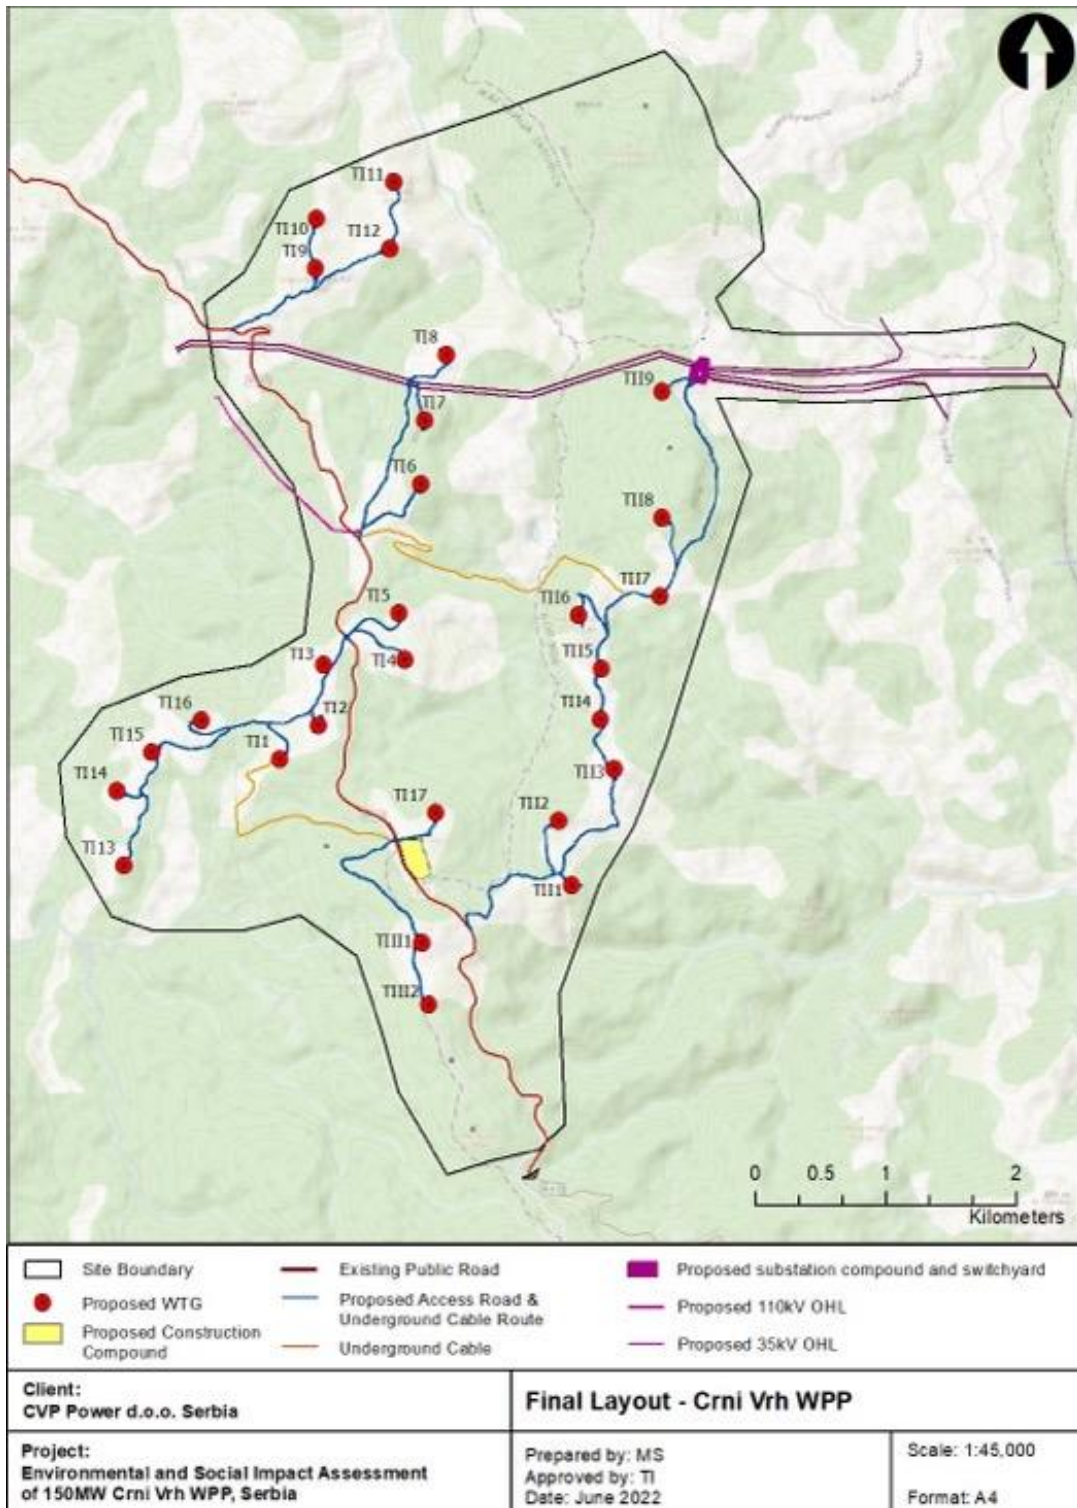 TI11
TI10
TI12
TI9
TI8
TII9
TI7
TI6
TII8
TII7
TI5
TII6
TI3
TI4
TII5
TI16
TI2
TII4
TI15
TI1
TI14
TII3
TI17
TII2
TI13
TII1
TIII1
TIII2
0 0.5 1 2
Kilometers
Site Boundary
Proposed WTG
Proposed Construction
Compound
Existing Public Road
Proposed Access Road &
Underground Cable Route
Underground Cable
Proposed substation compound and switchyard
Proposed 110kV OHL
Proposed 35kV OHL
Client:
CVP Power d.o.o. Serbia
Final Layout - Crni Vrh WPP
Project:
Environmental and Social Impact Assessment
of 150MW Crni Vrh WPP, Serbia
Prepared by: MS
Approved by: TI
Date: June 2022
Scale: 1:45,000
Format: A4